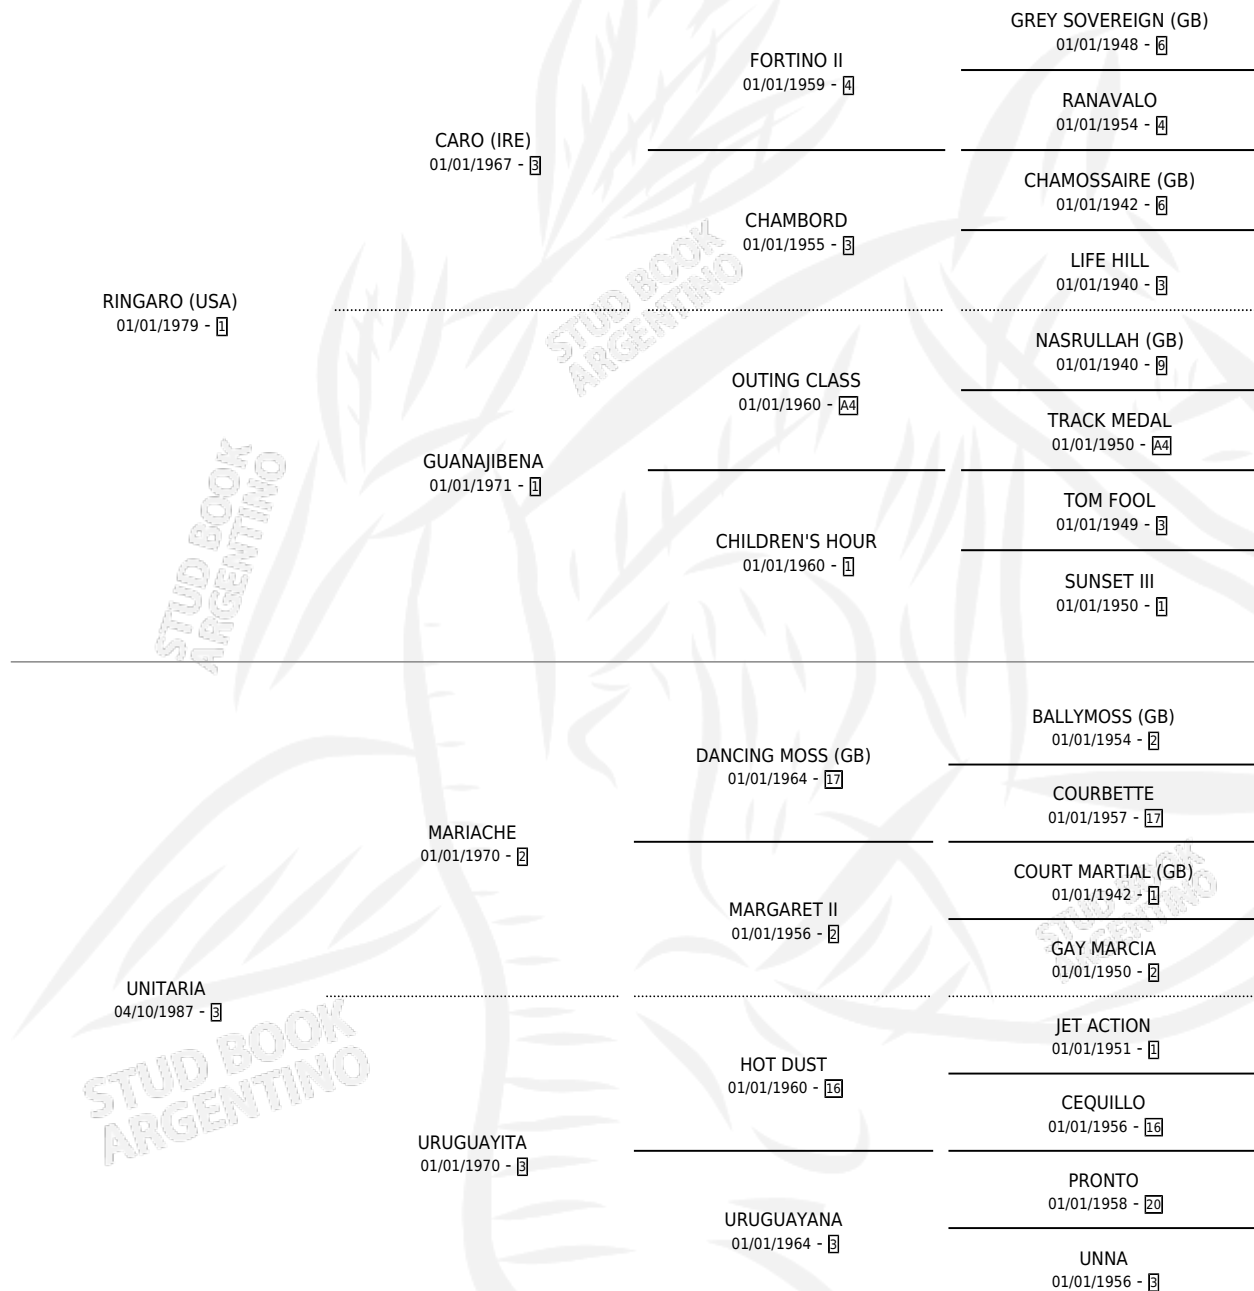 GREY SOVEREIGN (GB)
01/01/1948 - 6
FORTINO II
01/01/1959 - 4
RANAVALO
01/01/1954 - 4
CARO (IRE)
01/01/1967 - 3
CHAMOSSAIRE (GB)
01/01/1942 - 6
CHAMBORD
01/01/1955 - 3
LIFE HILL
01/01/1940 - 3
RINGARO (USA)
01/01/1979 - 1
STUD BOOK
ARGENTINO
NASRULLAH (GB)
01/01/1940 - 9
OUTING CLASS
01/01/1960 - A4
TRACK MEDAL
01/01/1950 - A4
GUANAJIBENA
01/01/1971 - 1
TOM FOOL
01/01/1949 - 3
CHILDREN'S HOUR
01/01/1960 - 1
SUNSET III
01/01/1950 - 1
STUD BOOK
ARGENTINO
BALLYMOSS (GB)
01/01/1954 - 2
DANCING MOSS (GB)
01/01/1964 - 17
COURBETTE
01/01/1957 - 17
MARIACHE
01/01/1970 - 2
COURT MARTIAL (GB)
01/01/1942 - 1
MARGARET II
01/01/1956 - 2
GAY MARCIA
01/01/1950 - 2
STUD BOOK
ARGENTINO
UNITARIA
04/10/1987 - 3
JET ACTION
01/01/1951 - 1
HOT DUST
01/01/1960 - 16
CEQUILLO
01/01/1956 - 16
STUD BOOK
ARGENTINO
URUGUAYITA
01/01/1970 - 3
PRONTO
01/01/1958 - 20
URUGUAYANA
01/01/1964 - 3
UNNA
01/01/1956 - 3